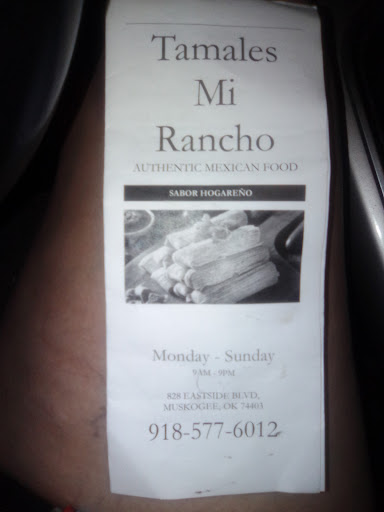 Tamales
Mi
Rancho
AUTHENTIC MEXICAN FOOD
SABOR HOGAREÑO
Monday - Sunday
9AM - 9PM
828 EASTSIDE BLVD,
MUSKOGEE, OK 74403
918-577-6012